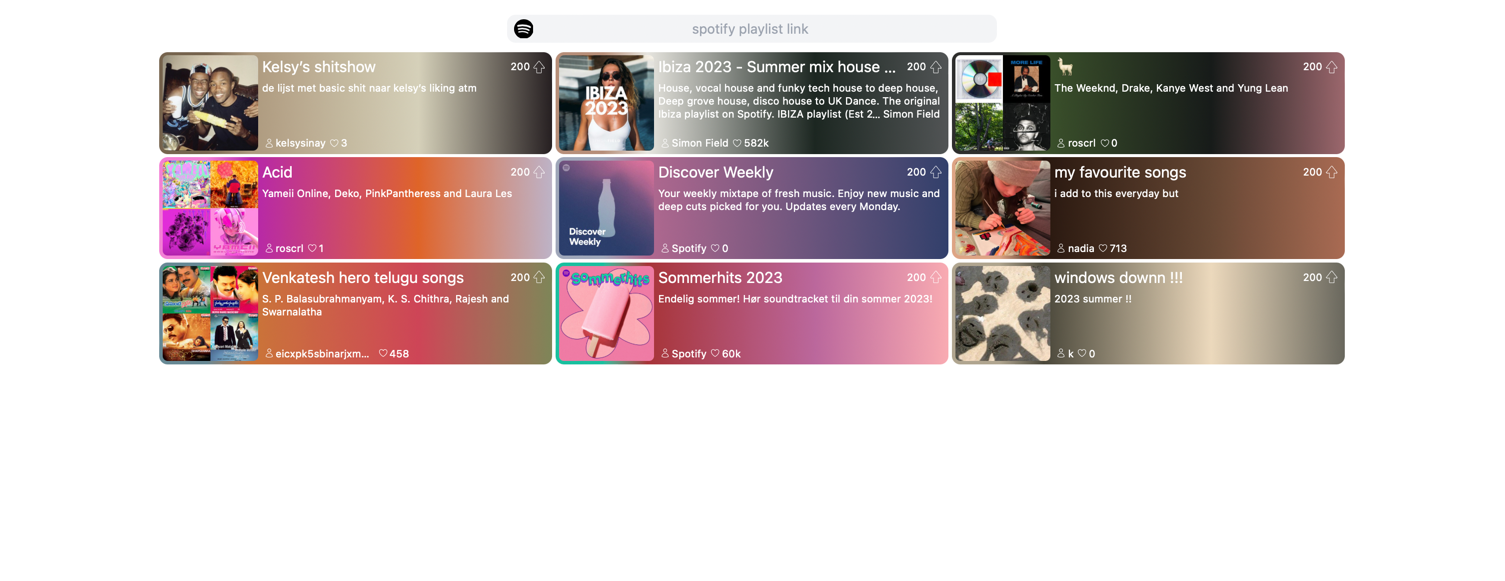 spotify playlist link
Kelsy's shitshow
200
de lijst met basic shit naar kelsy's liking atm
kelsysinay 3
IBIZA
2023
Ibiza 2023 - Summer mix house ...
200
House, vocal house and funky tech house to deep house,
Deep grove house, disco house to UK Dance. The original
Ibiza playlist on Spotify. IBIZA playlist (Est 2... Simon Field
Simon Field 582k
MORE LIFE
🦙
200
The Weeknd, Drake, Kanye West and Yung Lean
roscrl 0
Acid
200
Yameii Online, Deko, PinkPantheress and Laura Les
roscrl 1
Discover
Weekly
Discover Weekly
200
Your weekly mixtape of fresh music. Enjoy new music and
deep cuts picked for you. Updates every Monday.
Spotify 0
my favourite songs
200
i add to this everyday but
nadia 713
Venkatesh hero telugu songs
200
S. P. Balasubrahmanyam, K. S. Chithra, Rajesh and
Swarnalatha
eicxpk5sbinarjxm... 458
Sommerhits
Sommerhits 2023
200
Endelig sommer! Hør soundtracket til din sommer 2023!
Spotify 60k
windows downn !!!
200
2023 summer !!
k 0